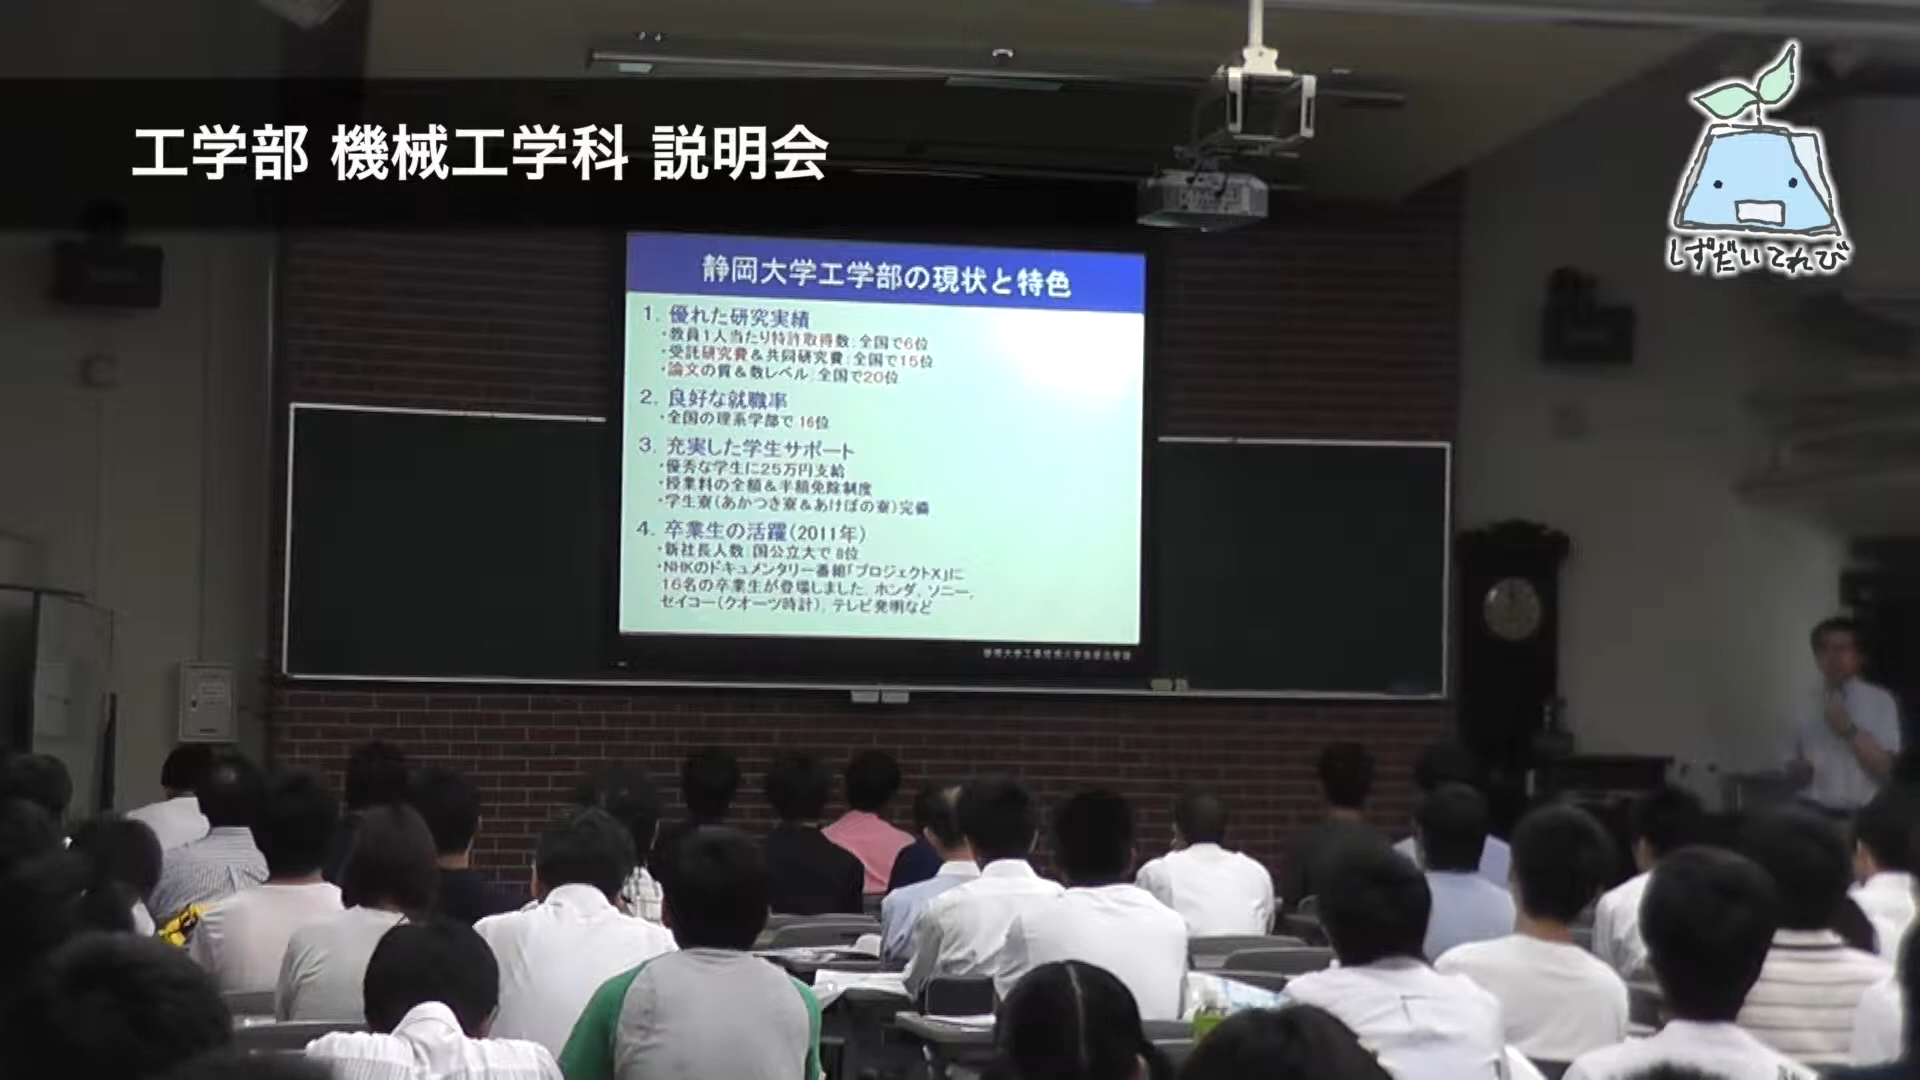 工学部 機械工学科 説明会
しずだいてれび
静岡大学工学部の現状と特色
1. 優れた研究実績
・教員1人当たり特許取得数:全国で6位
・受託研究費&共同研究費:全国で15位
・論文の質&数レベル:全国で20位
2. 良好な就職率
・全国の理系学部で 16位
3. 充実した学生サポート
・優秀な学生に25万円支給
・授業料の全額&半額免除制度
・学生寮(あかつき寮&あけぼの寮)完備
4. 卒業生の活躍(2011年)
・新社長人数:国公立大で 8位
・NHKのドキュメンタリー番組「プロジェクトX」に
16名の卒業生が登場しました. ホンダ, ソニー,
セイコー(クオーツ時計), テレビ発明など